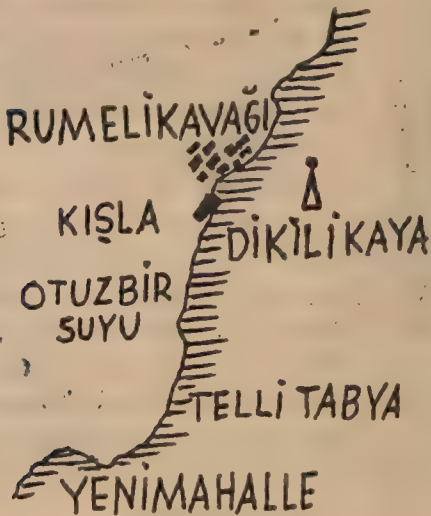 RUMELİKAVAĞI
KIŞLA
DİKİLİKAYA
OTUZBİR
SUYU
TELLİ TABYA
YENİMAHALLE